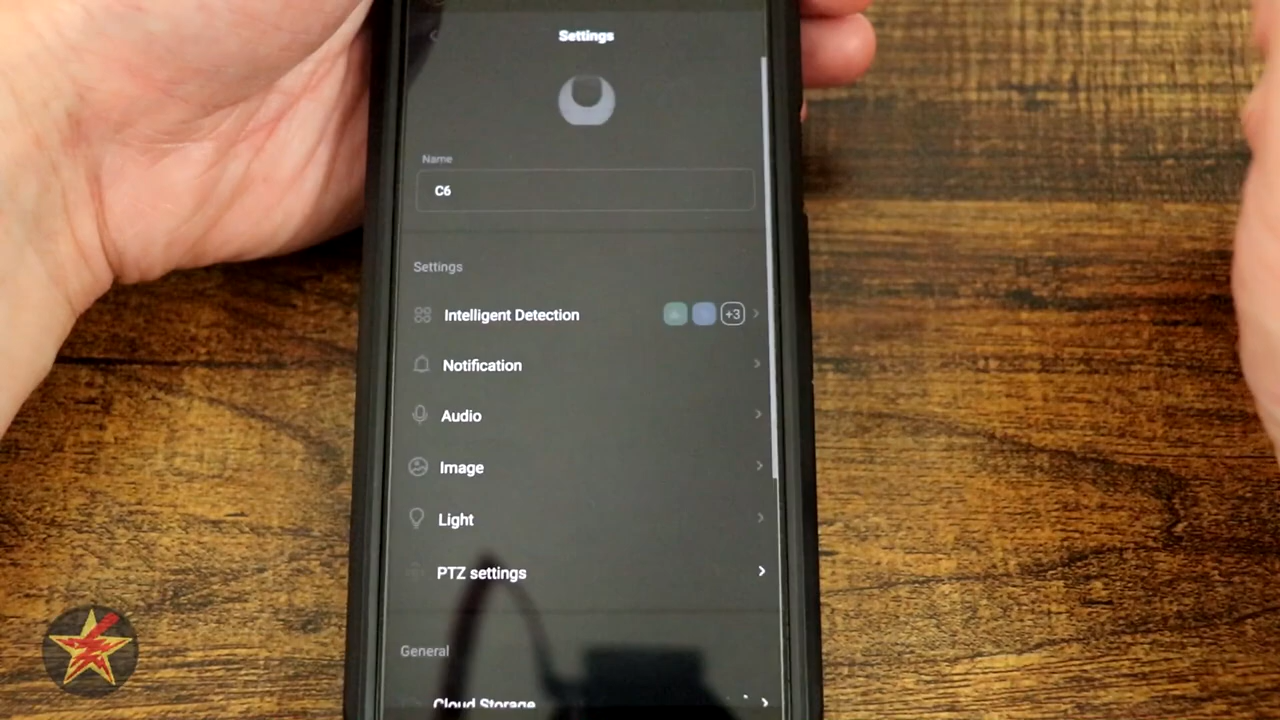 Settings
Name
C6
Settings
Intelligent Detection +3
Notification
Audio
Image
Light
PTZ settings
General
Cloud Storage